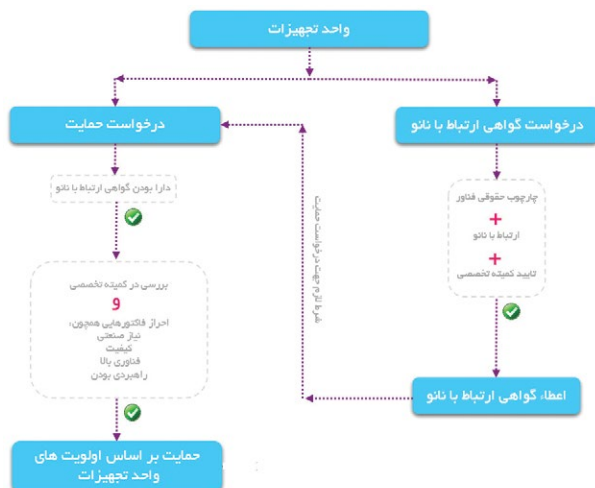 واحد تجهیزات
درخواست گواهی ارتباط با نانو
چارچوب حقوقی فناور
+
ارتباط با نانو
+
تایید کمیته تخصصی
اعطاء گواهی ارتباط با نانو
شرط لازم جهت درخواست حمایت
درخواست حمایت
دارا بودن گواهی ارتباط با نانو
بررسی در کمیته تخصصی
و
احراز فاکتورهایی همچون:
نیاز صنعتی
کیفیت
فناوری بالا
راهبردی بودن
حمایت بر اساس اولویت های
واحد تجهیزات